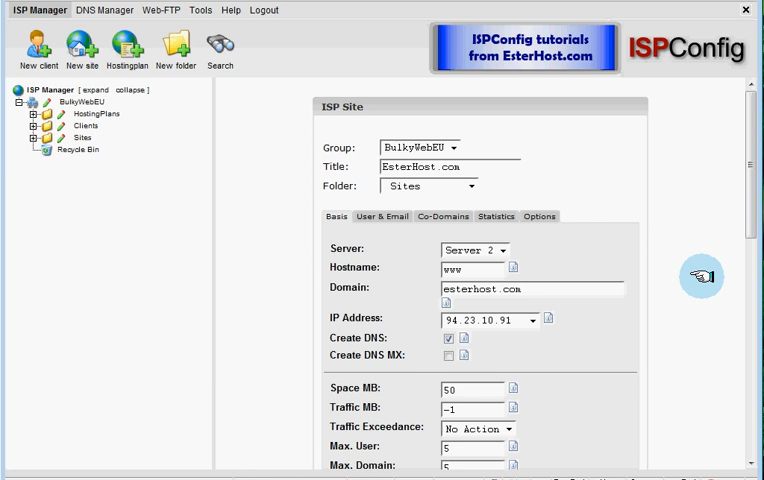 ISP Manager DNS Manager Web-FTP Tools Help Logout
New client New site Hostingplan New folder Search
ISPConfig tutorials
from EsterHost.com
ISPConfig
ISP Manager [ expand collapse ]
BulkyWebEU
HostingPlans
Clients
Sites
Recycle Bin
ISP Site
Group: BulkyWebEU
Title: EsterHost.com
Folder: Sites
Basis User & Email Co-Domains Statistics Options
Server: Server 2
Hostname: www
Domain: esterhost.com
IP Address: 94.23.10.91
Create DNS:
Create DNS MX:
Space MB: 50
Traffic MB: -1
Traffic Exceedance: No Action
Max. User: 5
Max. Domain: 5